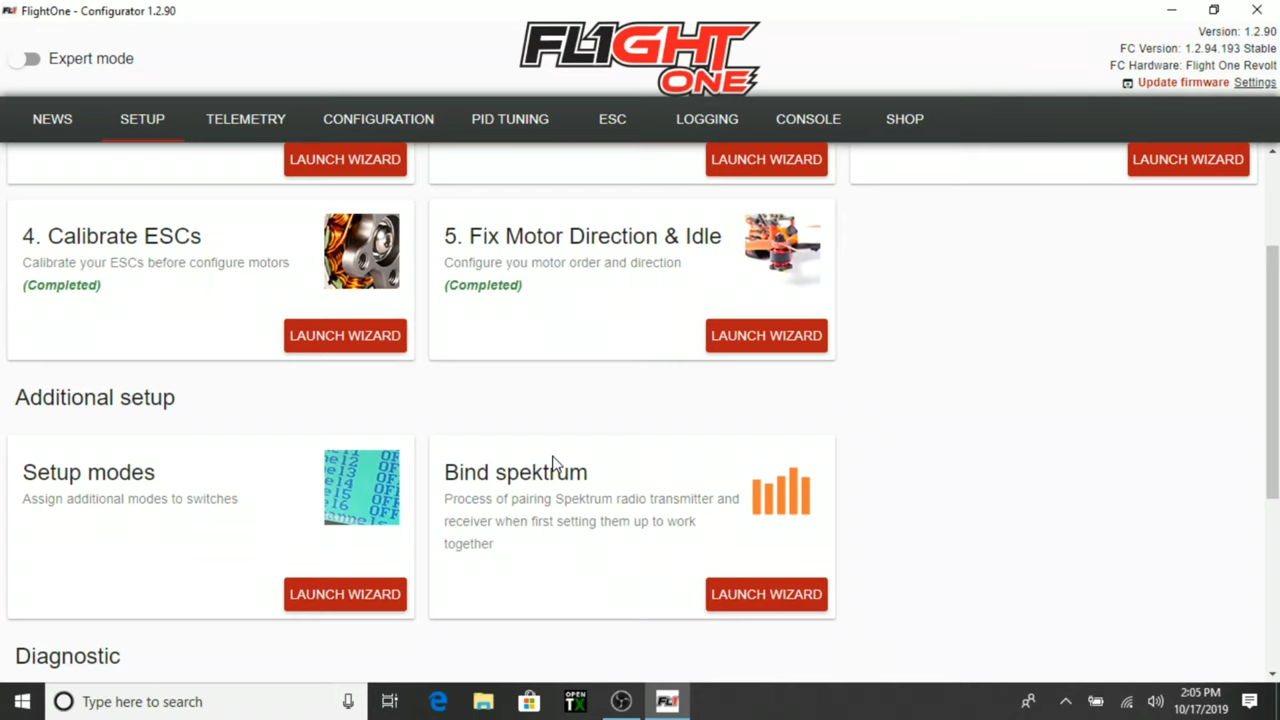 FlightOne - Configurator 1.2.90
Version: 1.2.90
Expert mode
FL1GHT
ONE
FC Version: 1.2.94.193 Stable
FC Hardware: Flight One Revolt
Update firmware Settings
NEWS SETUP TELEMETRY CONFIGURATION PID TUNING ESC LOGGING CONSOLE SHOP
LAUNCH WIZARD LAUNCH WIZARD LAUNCH WIZARD
4. Calibrate ESCs
Calibrate your ESCs before configure motors
(Completed)
LAUNCH WIZARD
5. Fix Motor Direction & Idle
Configure you motor order and direction
(Completed)
LAUNCH WIZARD
Additional setup
Setup modes
Assign additional modes to switches
LAUNCH WIZARD
Bind spektrum
Process of pairing Spektrum radio transmitter and
receiver when first setting them up to work
together
LAUNCH WIZARD
Diagnostic
Type here to search
OPEN
TX
FL1
2:05 PM
10/17/2019